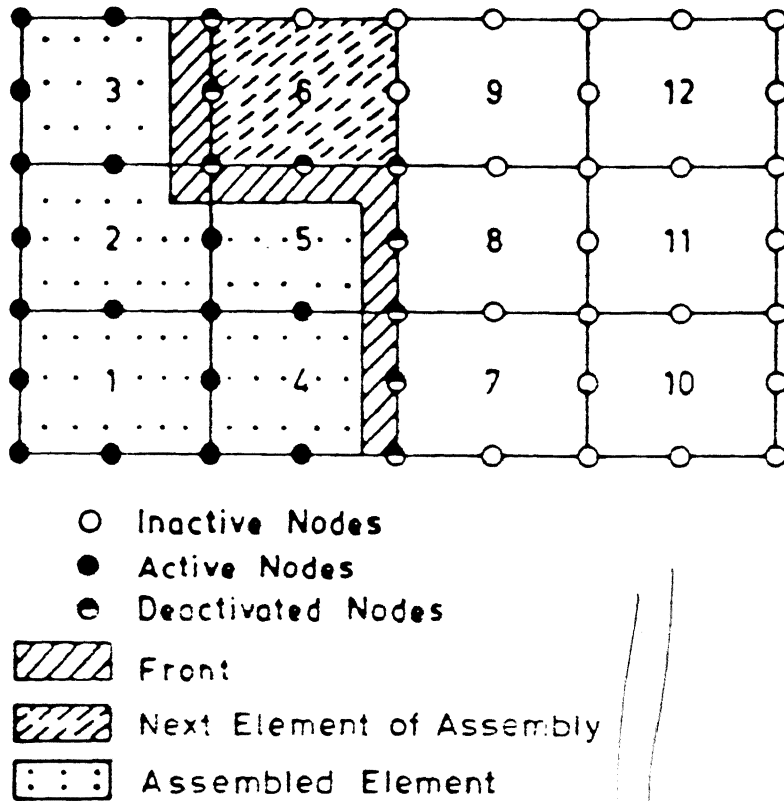 3 6 9 12
2 5 8 11
1 4 7 10
Inactive Nodes
Active Nodes
Deactivated Nodes
Front
Next Element of Assembly
Assembled Element